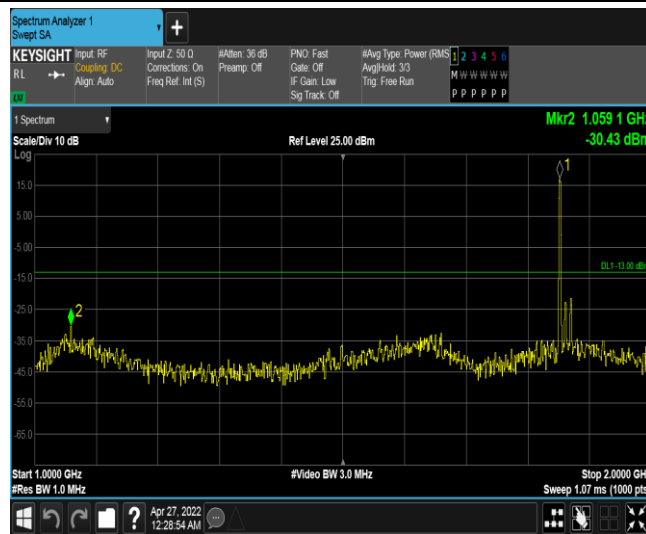 Spectrum Analyzer 1
Swept SA
+
KEYSIGHT
RL
Input: RF
Coupling: DC
Align: Auto
Input Z: 50 Ω
Corrections: On
Freq Ref: Int (S)
#Atten: 36 dB
Preamp: Off
PNO: Fast
Gate: Off
IF Gain: Low
Sig Track: Off
#Avg Type: Power (RMS
Avg|Hold: 3/3
Trig: Free Run
1 2 3 4 5 6
M W W W W W
P P P P P P
1 Spectrum
Scale/Div 10 dB
Log
Ref Level 25.00 dBm
Mkr2 1.059 1 GHz
-30.43 dBm
1
15.0
5.00
-5.00
DL1 -13.00 dBm
-15.0
-25.0
2
-35.0
-45.0
-55.0
-65.0
Start 1.0000 GHz
#Res BW 1.0 MHz
#Video BW 3.0 MHz
Stop 2.0000 GH
Sweep 1.07 ms (1000 pts
?
Apr 27, 2022
12:28:54 AM